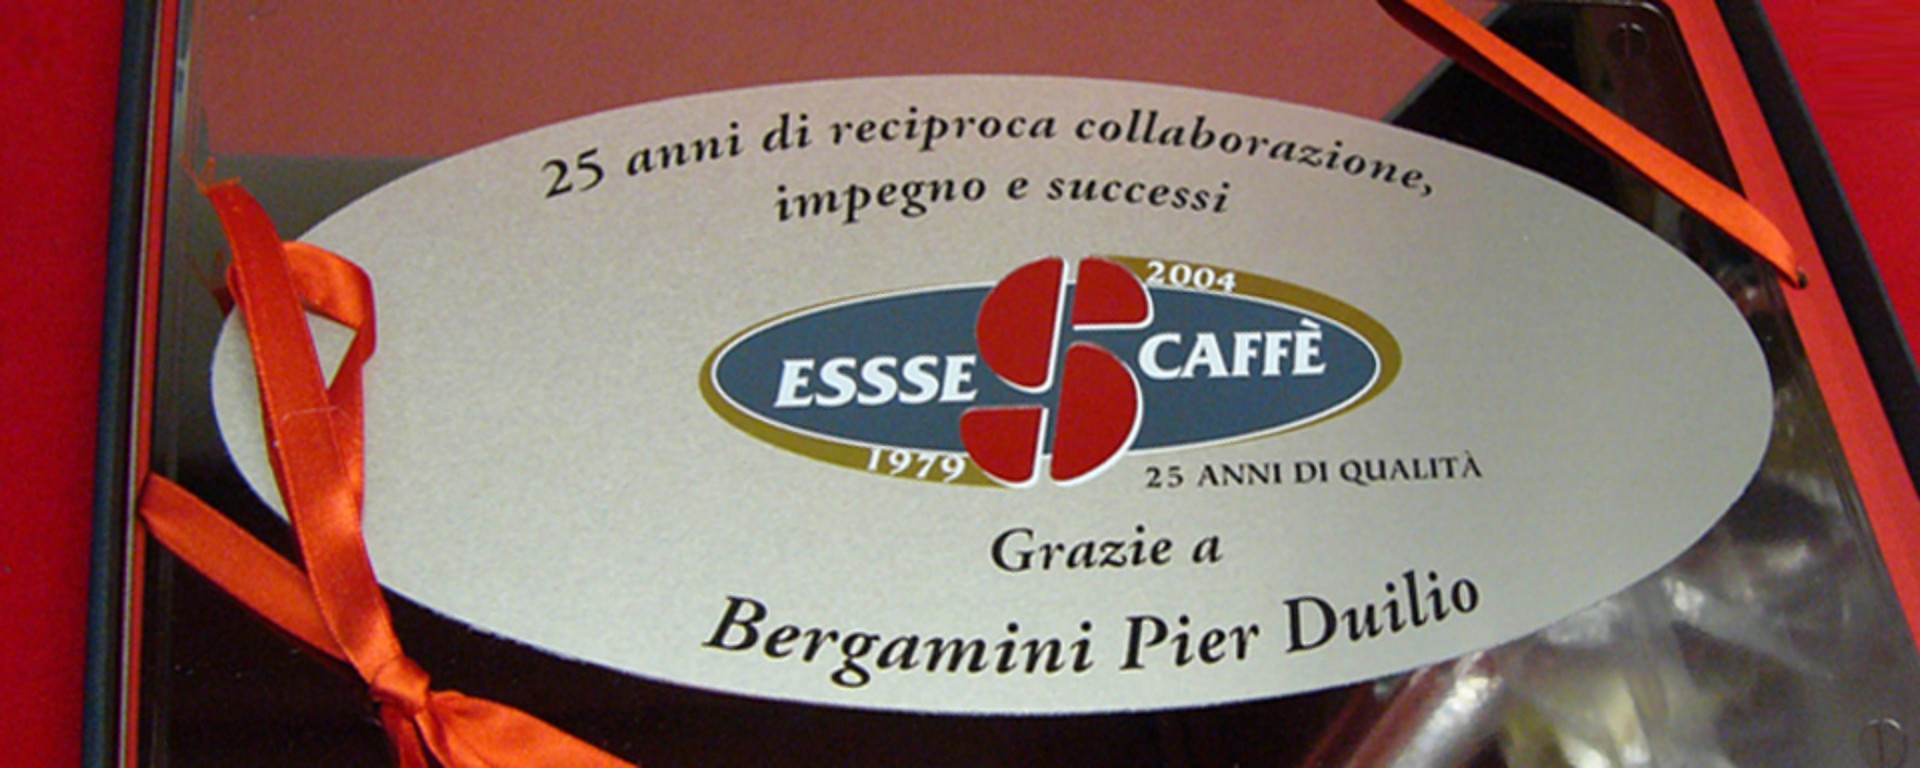 25 anni di reciproca collaborazione,
impegno e successi
2004
ESSSE CAFFÈ
1979
25 ANNI DI QUALITÀ
Grazie a
Bergamini Pier Duilio